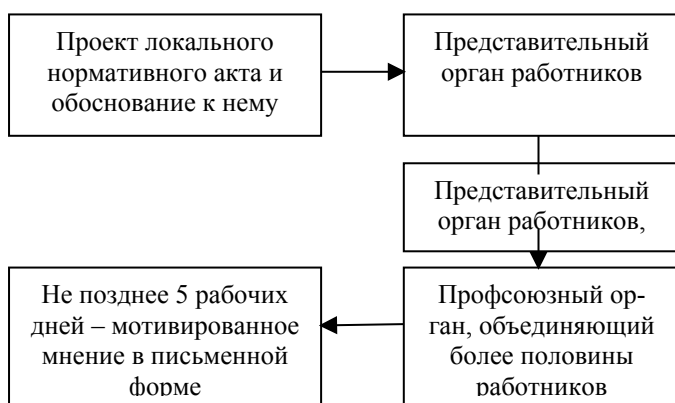 Проект локального
нормативного акта и
обоснование к нему
Представительный
орган работников
Представительный
орган работников,
Профсоюзный ор-
ган, объединяющий
более половины
работников
Не позднее 5 рабочих
дней – мотивированное
мнение в письменной
форме